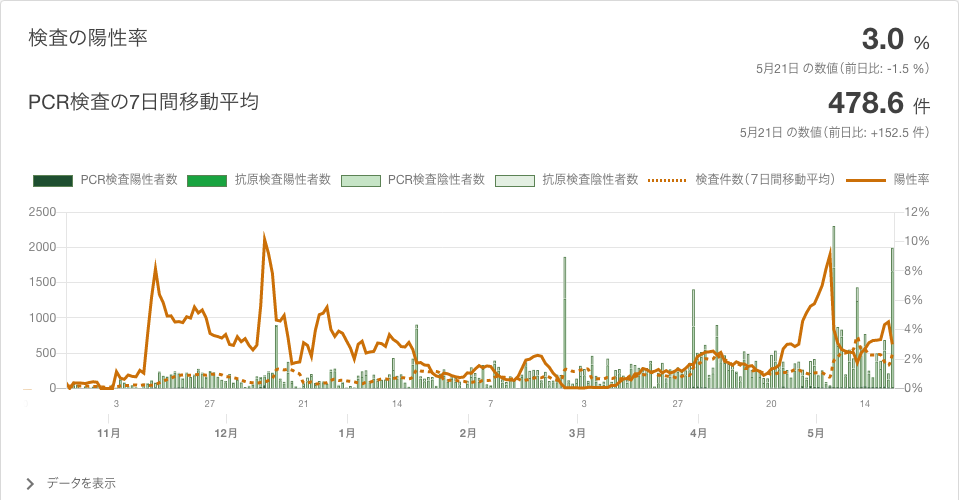 検査の陽性率
3.0 %
5月21日 の数値（前日比: -1.5 %）
PCR検査の7日間移動平均
478.6 件
5月21日 の数値（前日比: +152.5 件）
PCR検査陽性者数 抗原検査陽性者数 PCR検査陰性者数 抗原検査陰性者数 検査件数（7日間移動平均） 陽性率
2500 12%
2000 10%
1500 8%
1000 6%
500 4%
0 2%
0%
3 27 21 14 7 3 27 20 14
11月 12月 1月 2月 3月 4月 5月
データを表示